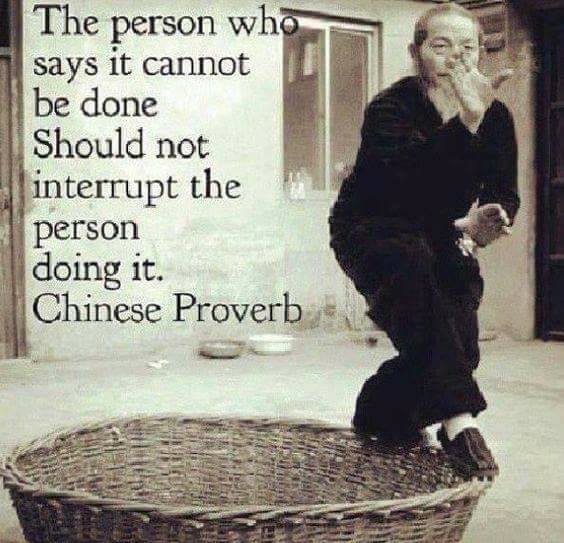 The person who
says it cannot
be done
Should not
interrupt the
person
doing it.
Chinese Proverb